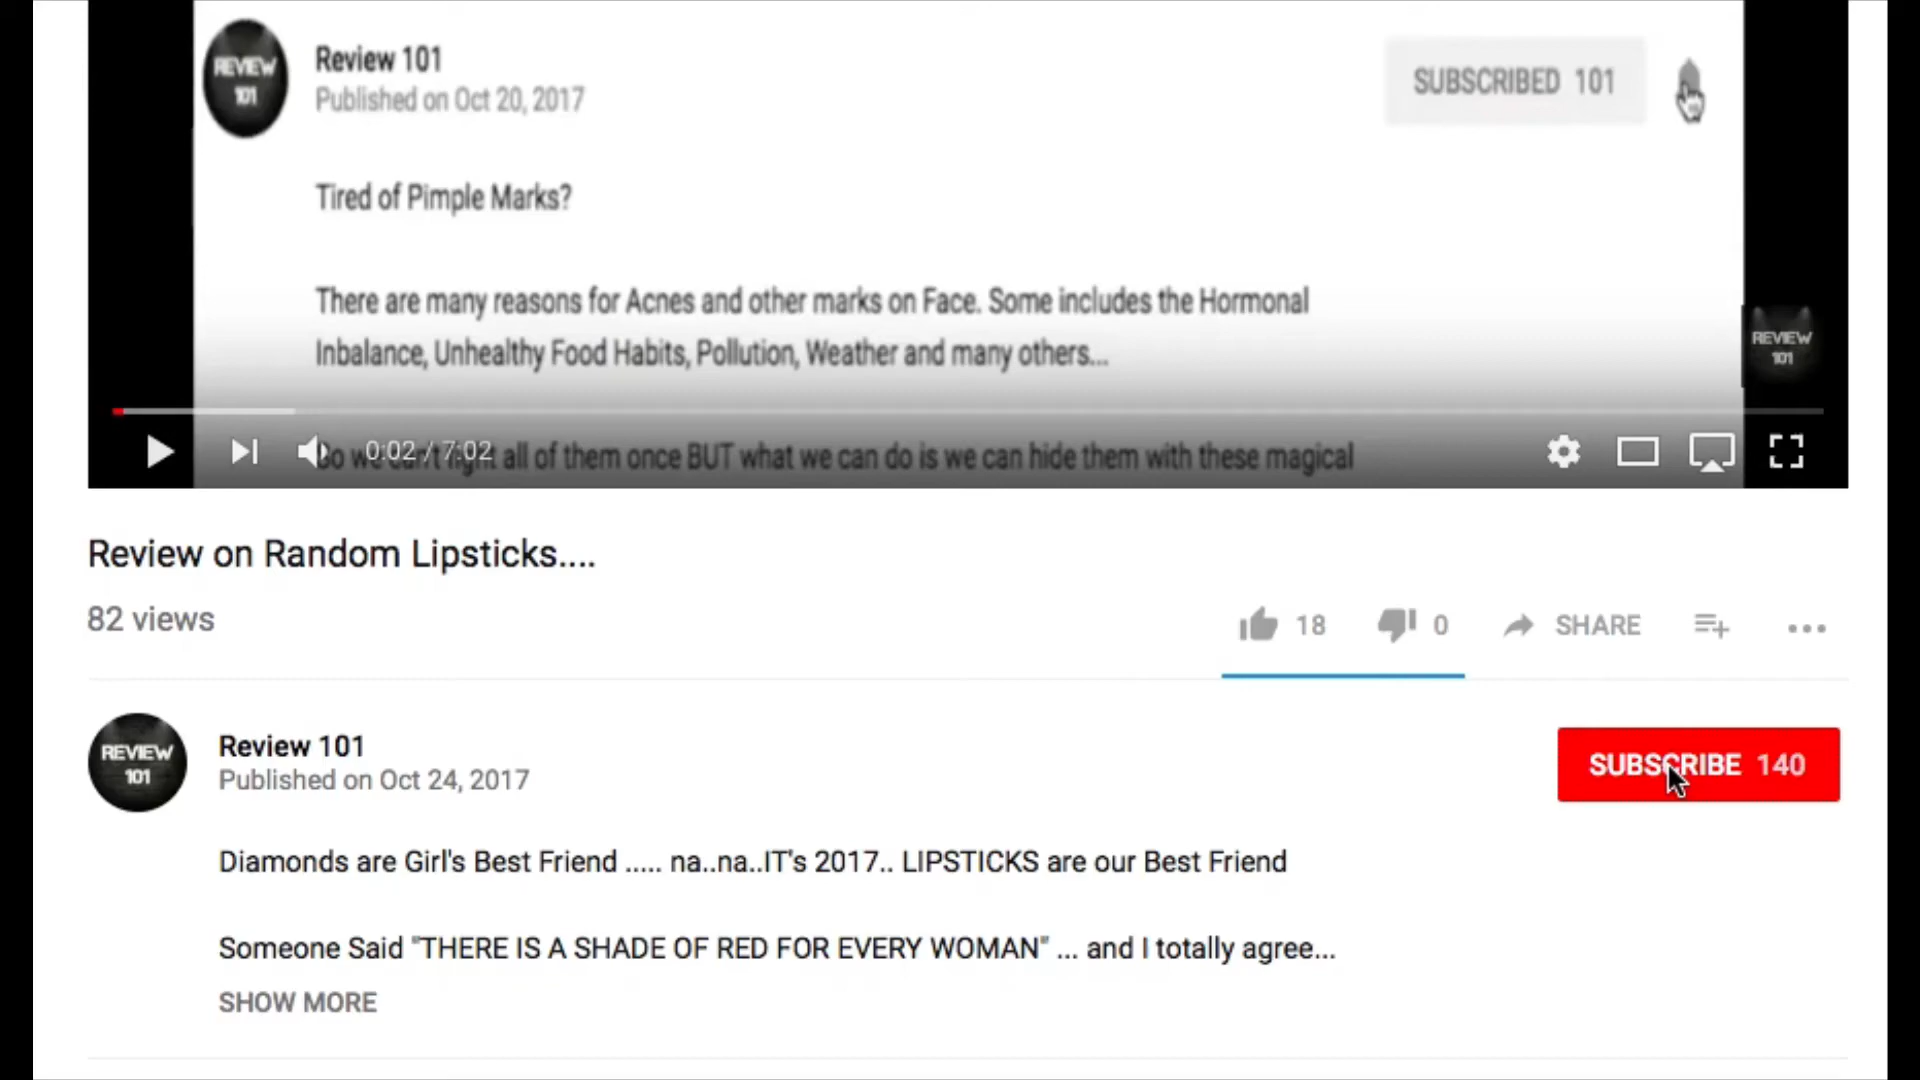 REVIEW
101
Review 101
Published on Oct 20, 2017
SUBSCRIBED 101
Tired of Pimple Marks?
There are many reasons for Acnes and other marks on Face. Some includes the Hormonal
Inbalance, Unhealthy Food Habits, Pollution, Weather and many others...
REVIEW
101
So we can't fight all of them once BUT what we can do is we can hide them with these magical
0:02 / 7:02
Review on Random Lipsticks....
82 views
18 0 SHARE
REVIEW
101
Review 101
Published on Oct 24, 2017
SUBSCRIBE 140
Diamonds are Girl's Best Friend ..... na..na..IT's 2017.. LIPSTICKS are our Best Friend
Someone Said "THERE IS A SHADE OF RED FOR EVERY WOMAN" ... and I totally agree...
SHOW MORE